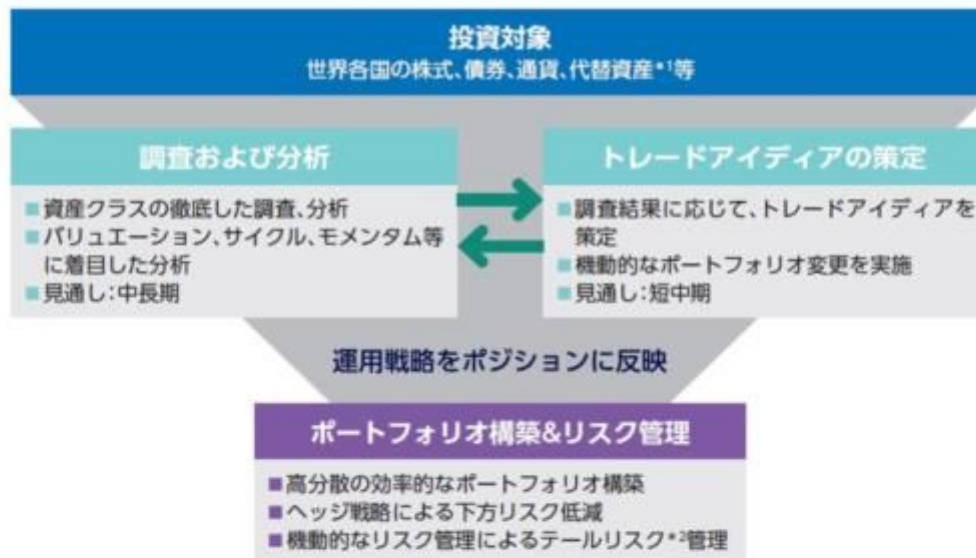 投資対象
世界各国の株式、債券、通貨、代替資産*1等
調査および分析
■資産クラスの徹底した調査、分析
■バリュエーション、サイクル、モメンタム等
に着目した分析
■見通し:中長期
トレードアイディアの策定
■調査結果に応じて、トレードアイディアを
策定
■機動的なポートフォリオ変更を実施
■見通し:短中期
運用戦略をポジションに反映
ポートフォリオ構築&リスク管理
■高分散の効率的なポートフォリオ構築
■ヘッジ戦略による下方リスク低減
■機動的なリスク管理によるテールリスク*2管理